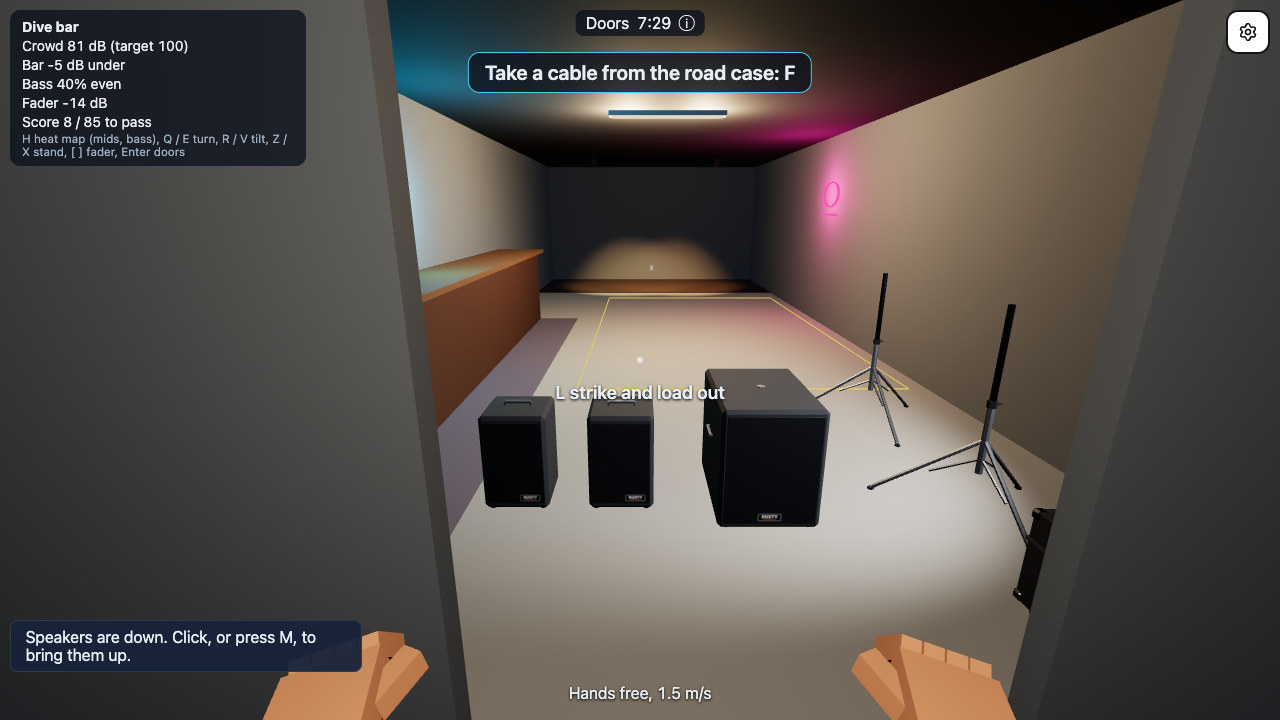 Dive bar
Crowd 81 dB (target 100)
Bar -5 dB under
Bass 40% even
Fader -14 dB
Score 8 / 85 to pass
H heat map (mids, bass), Q / E turn, R / V tilt, Z /
X stand, [ ] fader, Enter doors
Doors 7:29 ⓘ
Take a cable from the road case: F
L strike and load out
Speakers are down. Click, or press M, to
bring them up.
Hands free, 1.5 m/s